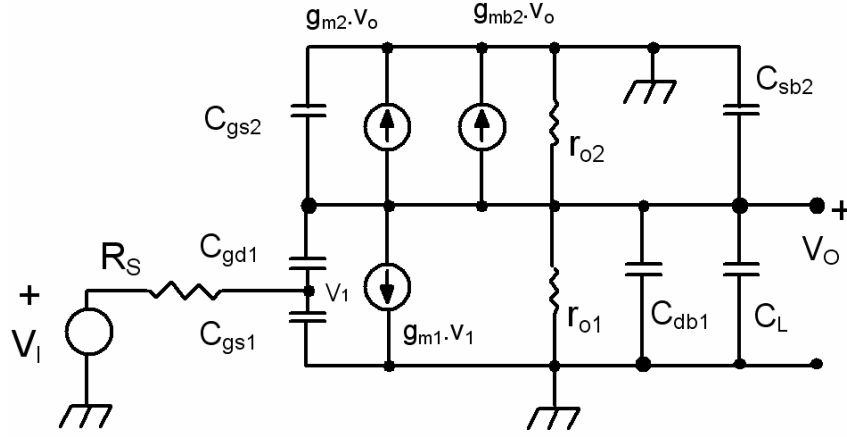 gm2.vo
gmb2.vo
Cgs2
Csb2
ro2
+
Cgd1
VO
RS
V1
+
VI
Cgs1
gm1.v1
ro1
Cdb1
CL